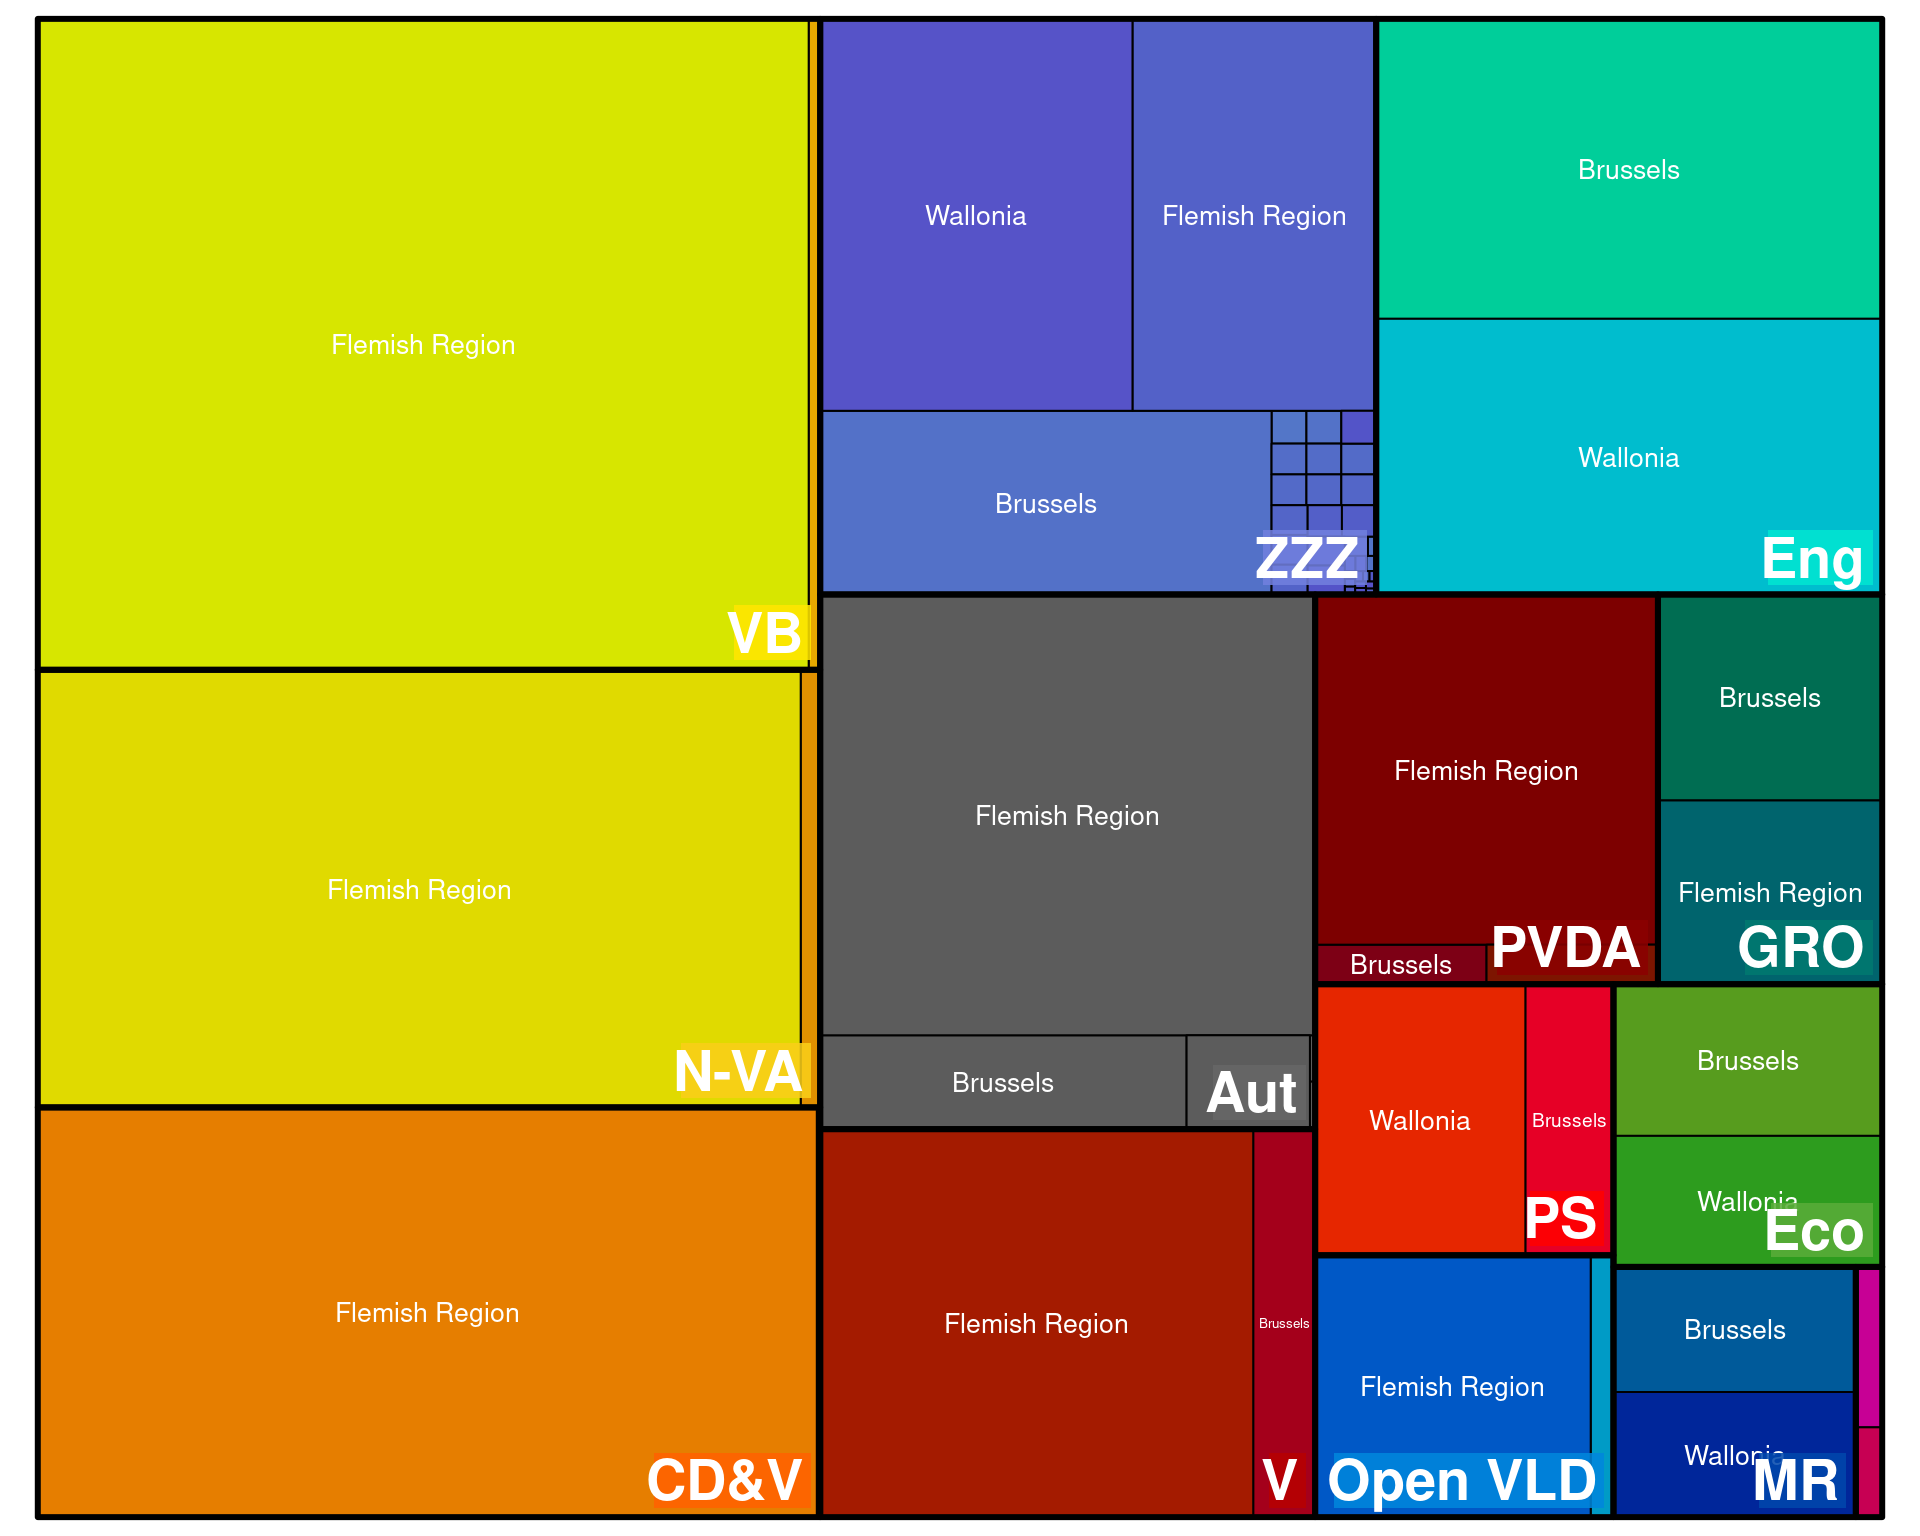 Flemish Region
VB
Flemish Region
N-VA
Flemish Region
CD&V
Wallonia
Flemish Region
Brussels
ZZZ
Brussels
Wallonia
Eng
Flemish Region
Brussels
Aut
Flemish Region
Brussels
PVDA
Brussels
Flemish Region
GRO
Flemish Region
Brussels
V
Wallonia
Brussels
PS
Brussels
Wallonia
Eco
Flemish Region
Open VLD
Brussels
Wallonia
MR